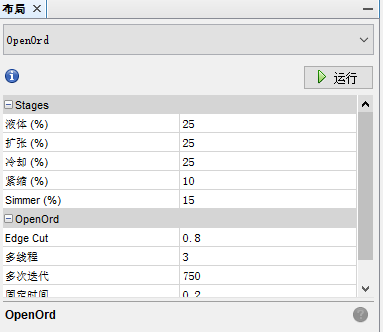 布局
OpenOrd
运行
Stages
液体 (%) 25
扩张 (%) 25
冷却 (%) 25
紧缩 (%) 10
Simmer (%) 15
OpenOrd
Edge Cut 0.8
多线程 3
多次迭代 750
固定时间 0.2
OpenOrd